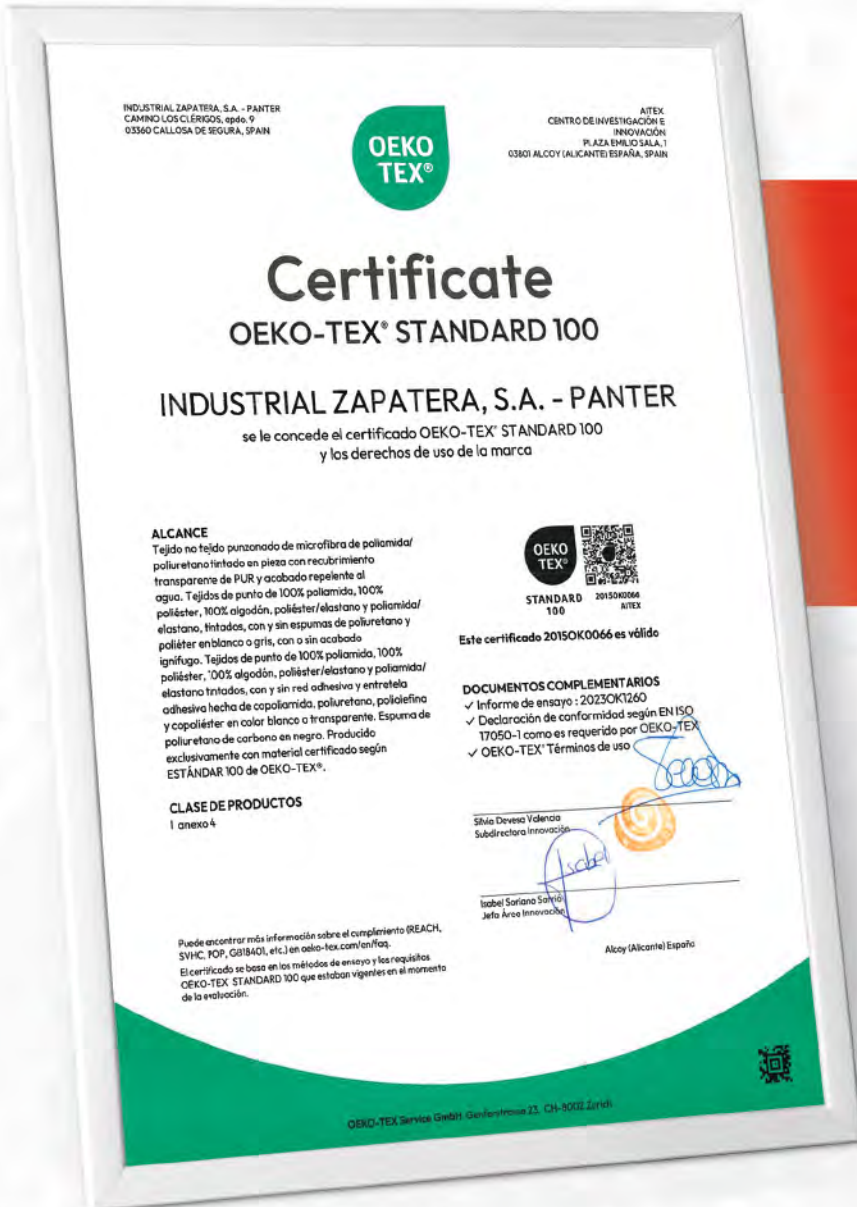 INDUSTRIAL ZAPATERA, S.A. - PANTER
CAMINO LOS CLÉRIGOS, apdo. 9
03360 CALLOSA DE SEGURA, SPAIN
OEKO
TEX®
AITEX
CENTRO DE INVESTIGACIÓN E
INNOVACIÓN
PLAZA EMILIO SALA, 1
03801 ALCOY (ALICANTE) ESPAÑA, SPAIN
Certificate
OEKO-TEX® STANDARD 100
INDUSTRIAL ZAPATERA, S.A. - PANTER
se le concede el certificado OEKO-TEX® STANDARD 100
y los derechos de uso de la marca
ALCANCE
Tejido no tejido punzonado de microfibra de poliamida/
poliuretano tintado en pieza con recubrimiento
transparente de PUR y acabado repelente al
agua. Tejidos de punto de 100% poliamida, 100%
poliéster, 100% algodón, poliéster/elastano y poliamida/
elastano, tintados, con y sin espumas de poliuretano y
poliéter en blanco o gris, con o sin acabado
ignífugo. Tejidos de punto de 100% poliamida, 100%
poliéster, '00% algodón, poliéster/elastano y poliamida/
elastano tntados, con y sin red adhesiva y entretela
adhesiva hecha de copoliamida, poliuretano, poliolefina
y copoliéster en color blanco o transparente. Espuma de
poliuretano de carbono en negro. Producido
exclusivamente con material certificado según
ESTÁNDAR 100 de OEKO-TEX®.
CLASE DE PRODUCTOS
1 anexo 4
OEKO
TEX®
STANDARD
100
2015OK0066
AITEX
Este certificado 2015OK0066 es válido
DOCUMENTOS COMPLEMENTARIOS
✓ Informe de ensayo : 2023OK1260
✓ Declaración de conformidad según EN ISO
17050-1 como es requerido por OEKO-TEX
✓ OEKO-TEX® Términos de uso
Silvia Devesa Valencia
Subdirectora Innovación
Isabel
Isabel Soriano Sarrió
Jefa Área Innovación
Alcoy (Alicante) España
Puede encontrar más información sobre el cumplimiento (REACH,
SVHC, POP, GB18401, etc.) en oeko-tex.com/en/faq.
El certificado se basa en los métodos de ensayo y los requisitos
OEKO-TEX STANDARD 100 que estaban vigentes en el momento
de la evaluación.
OEKO-TEX Service GmbH. Genferstrasse 23, CH-8002 Zurich